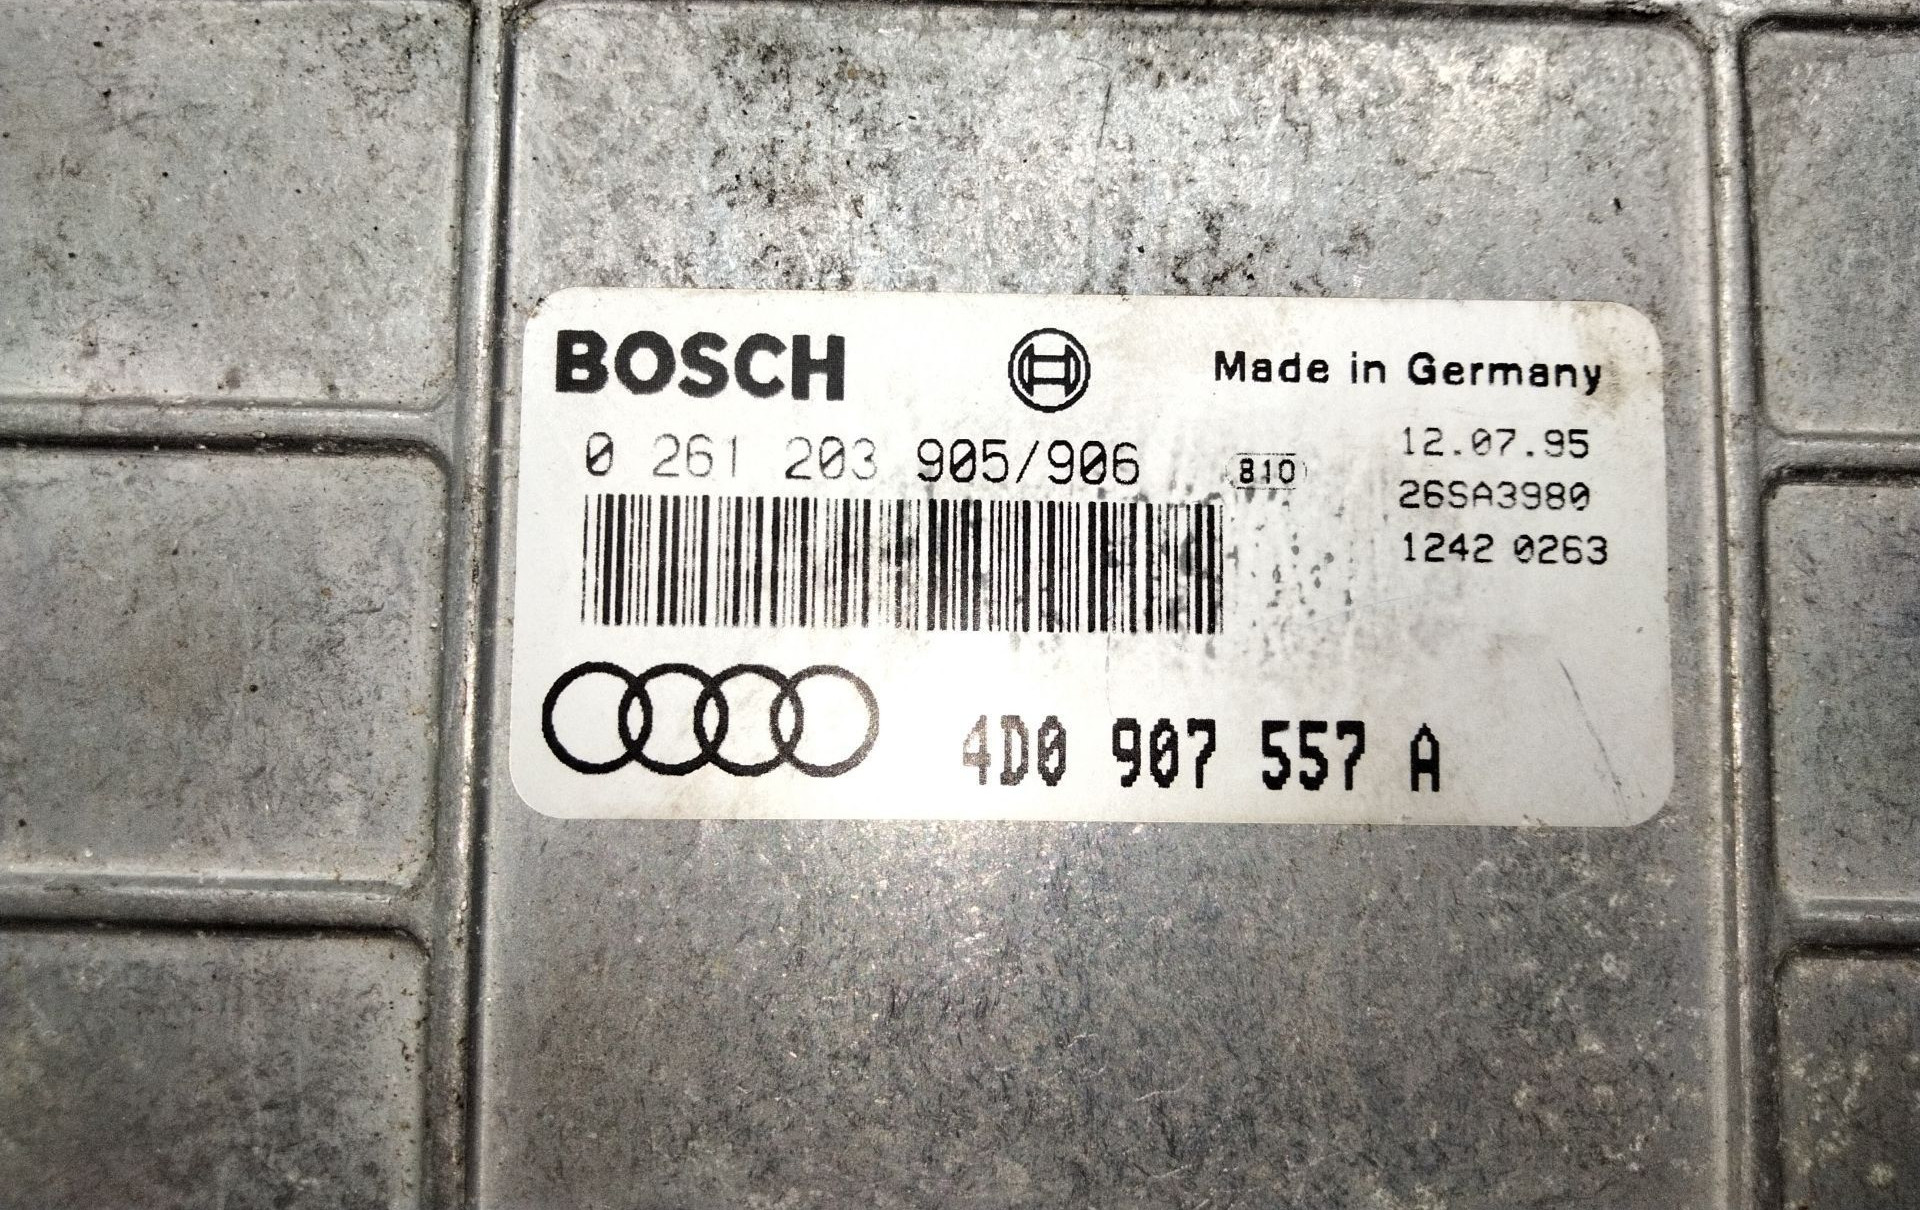 BOSCH
Made in Germany
0 261 203 905/906
810
12.07.95
26SA3980
1242 0263
4D0 907 557 A